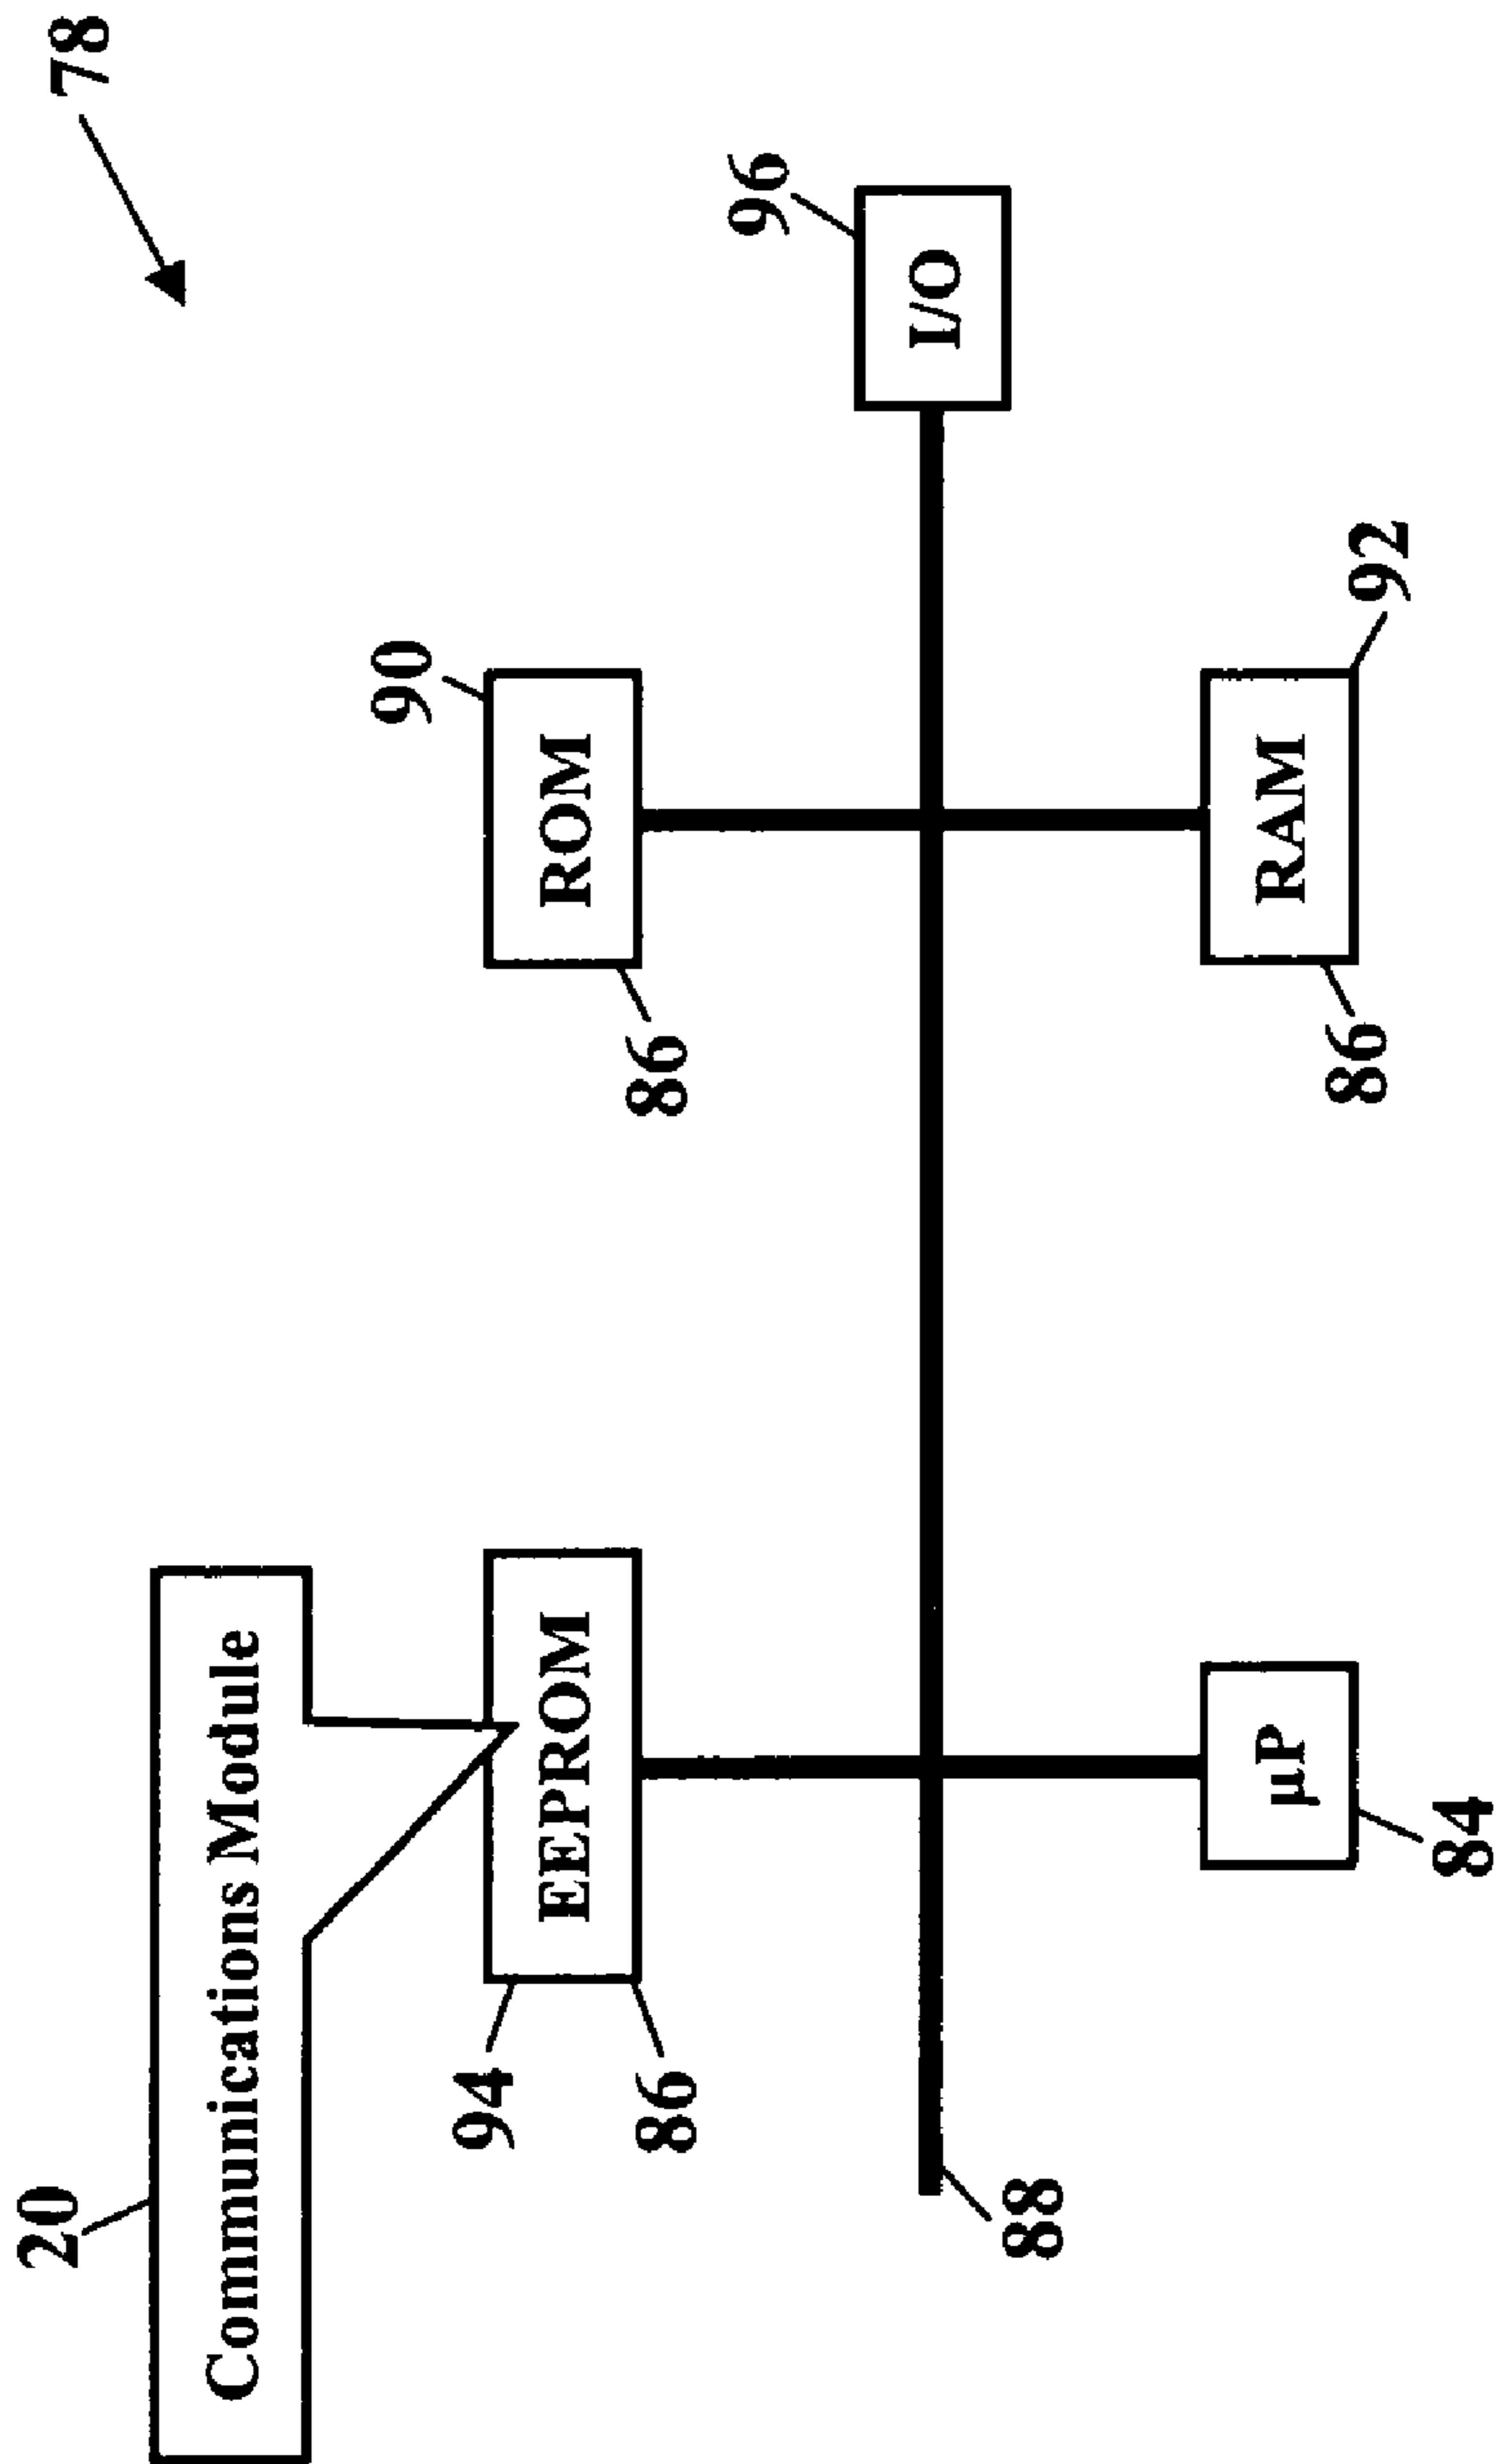 78
20
Communications Module
94
EEPROM
86
90
ROM
86
96
I/O
88
84
μP
86
RAM
92